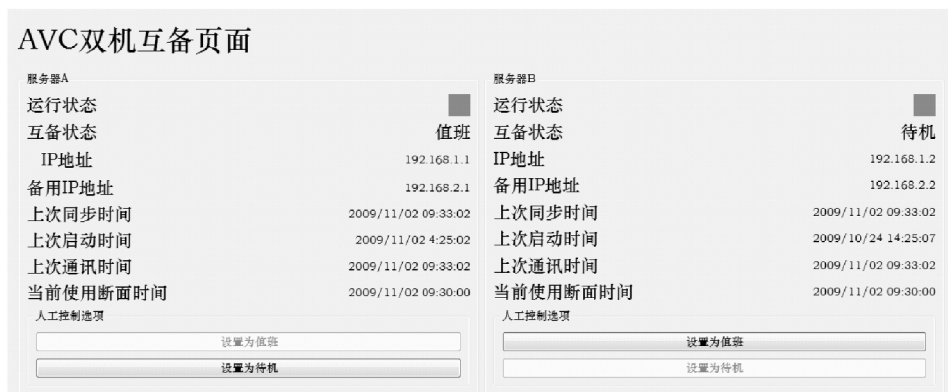 AVC双机互备页面
服务器A
运行状态
互备状态 值班
IP地址 192.168.1.1
备用IP地址 192.168.2.1
上次同步时间 2009/11/02 09:33:02
上次启动时间 2009/11/02 4:25:02
上次通讯时间 2009/11/02 09:33:02
当前使用断面时间 2009/11/02 09:30:00
人工控制选项
设置为值班
设置为待机
服务器B
运行状态
互备状态 待机
IP地址 192.168.1.2
备用IP地址 192.168.2.2
上次同步时间 2009/11/02 09:33:02
上次启动时间 2009/10/24 14:25:07
上次通讯时间 2009/11/02 09:33:02
当前使用断面时间 2009/11/02 09:30:00
人工控制选项
设置为值班
设置为待机